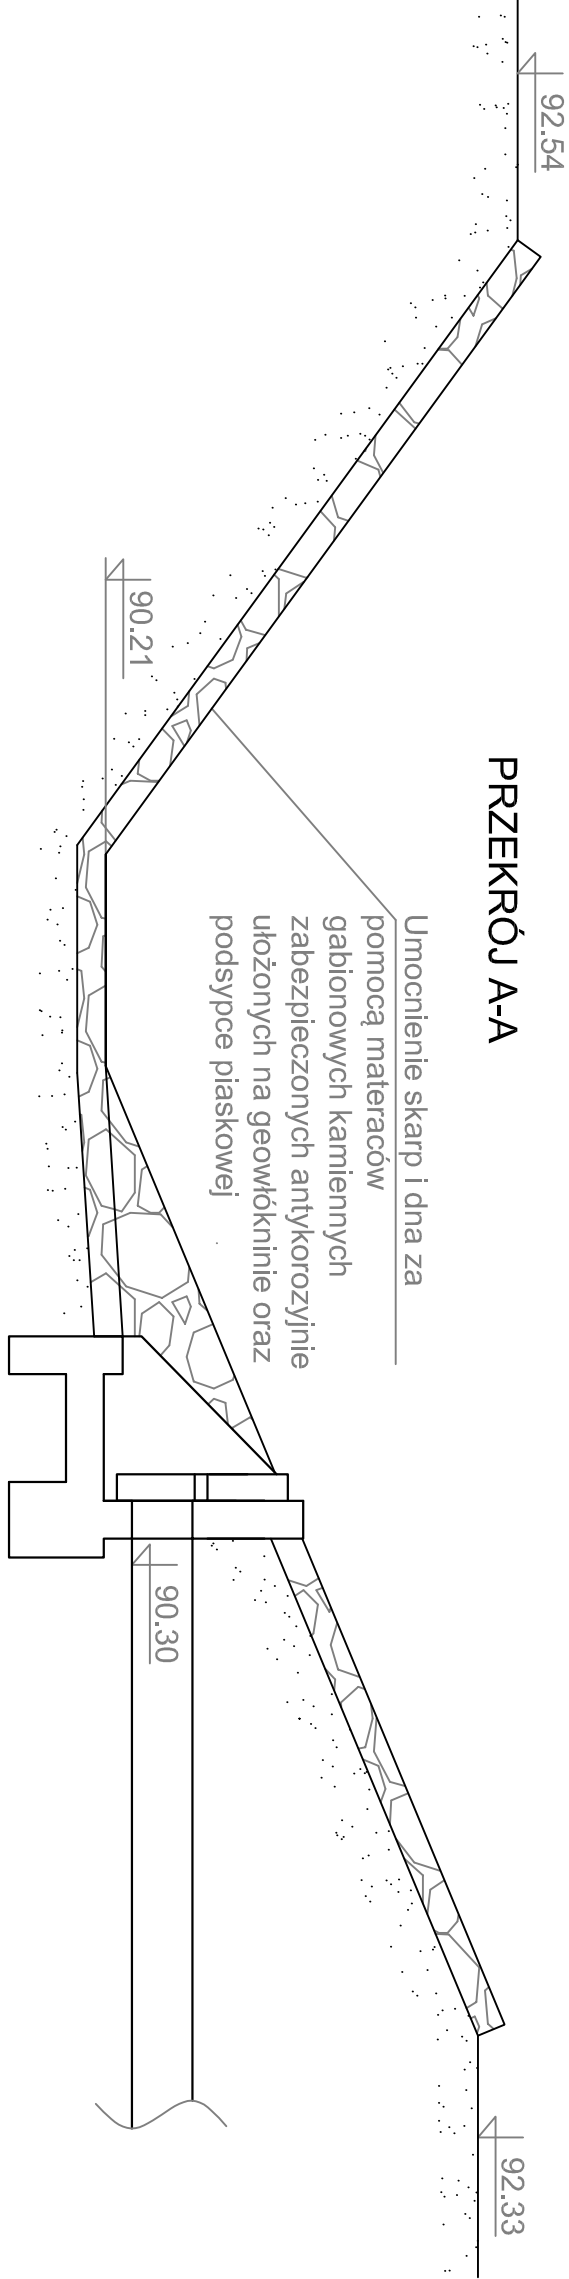 PRZEKRÓJ A-A
92.54
90.21
Umocnienie skarp i dna za
pomocą materaców
gabionowych kamiennych
zabezpieczonych antykorozyjnie
ułożonych na geowłókninie oraz
podsypce piaskowej
90.30
92.33